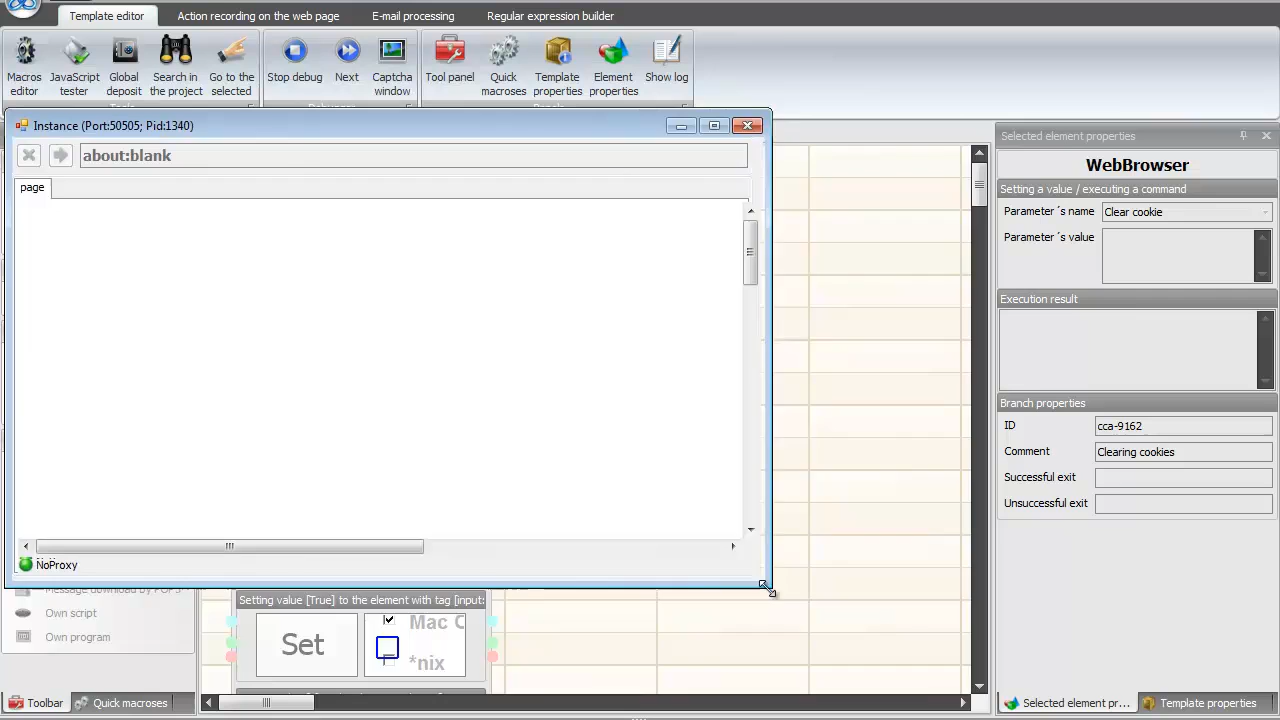 Template editor
Action recording on the web page
E-mail processing
Regular expression builder
Macros editor
JavaScript tester
Global deposit
Search in the project
Go to the selected
Stop debug
Next
Captcha window
Tool panel
Quick macroses
Template properties
Element properties
Show log
Instance (Port:50505; Pid:1340)
about:blank
page
NoProxy
Selected element properties
WebBrowser
Setting a value / executing a command
Parameter´s name
Clear cookie
Parameter´s value
Execution result
Branch properties
ID
cca-9162
Comment
Clearing cookies
Successful exit
Unsuccessful exit
Own script
Own program
Setting value [True] to the element with tag [input:
Set
Mac
*nix
Toolbar
Quick macroses
Selected element pr...
Template properties